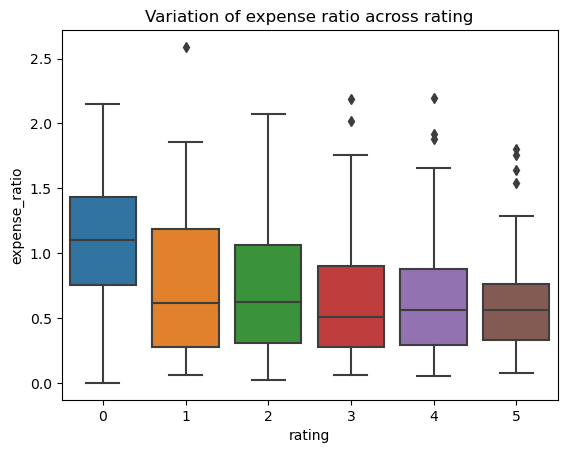 Variation of expense ratio across rating
2.5
2.0
1.5
1.0
0.5
0.0
expense_ratio
0 1 2 3 4 5
rating